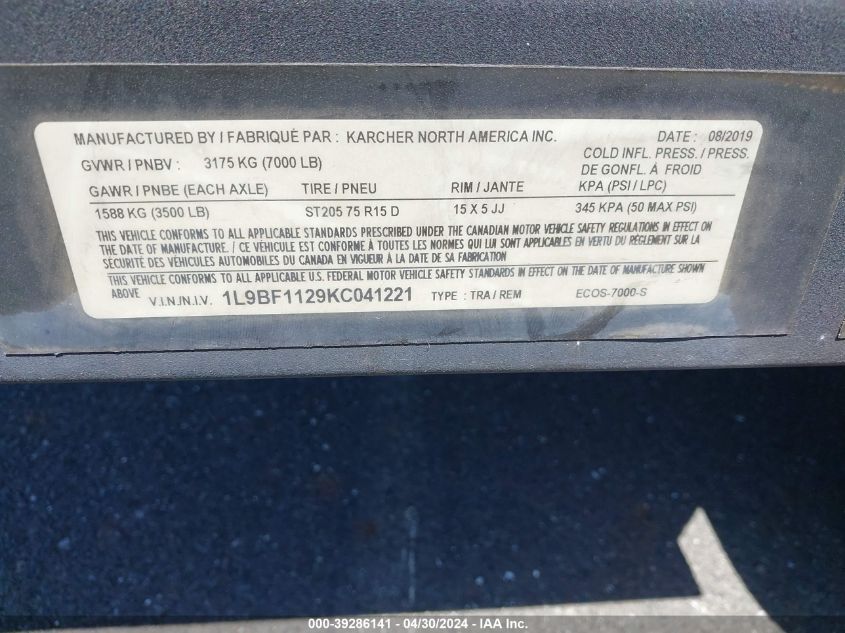 MANUFACTURED BY / FABRIQUÉ PAR : KARCHER NORTH AMERICA INC. DATE : 08/2019
GVWR / PNBV : 3175 KG (7000 LB) COLD INFL. PRESS. / PRESS.
DE GONFL. À FROID
GAWR / PNBE (EACH AXLE) TIRE / PNEU RIM / JANTE KPA (PSI / LPC)
1588 KG (3500 LB) ST205 75 R15 D 15 X 5 JJ 345 KPA (50 MAX PSI)
THIS VEHICLE CONFORMS TO ALL APPLICABLE STANDARDS PRESCRIBED UNDER THE CANADIAN MOTOR VEHICLE SAFETY REGULATIONS IN EFFECT ON
THE DATE OF MANUFACTURE. / CE VÉHICULE EST CONFORME À TOUTES LES NORMES QUI LUI SONT APPLICABLES EN VERTU DU RÈGLEMENT SUR LA
SÉCURITÉ DES VÉHICULES AUTOMOBILES DU CANADA EN VIGUEUR À LA DATE DE SA FABRICATION
THIS VEHICLE CONFORMS TO ALL APPLICABLE U.S. FEDERAL MOTOR VEHICLE SAFETY STANDARDS IN EFFECT ON THE DATE OF MANUFACTURE SHOWN
ABOVE
V.I.N./N.I.V. 1L9BF1129KC041221 TYPE : TRA / REM ECOS-7000-S
000-39286141 - 04/30/2024 - IAA Inc.